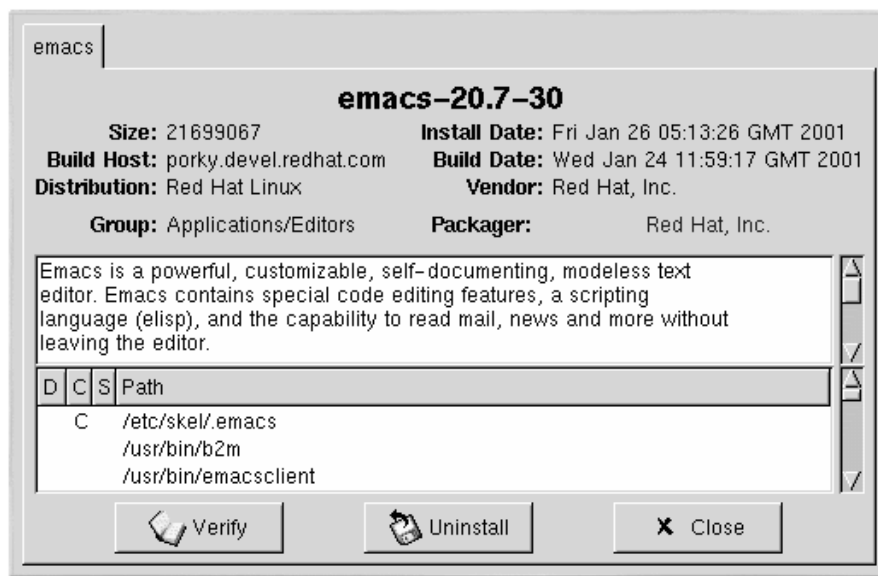 emacs
emacs-20.7-30
Size: 21699067 Install Date: Fri Jan 26 05:13:26 GMT 2001
Build Host: porky.devel.redhat.com Build Date: Wed Jan 24 11:59:17 GMT 2001
Distribution: Red Hat Linux Vendor: Red Hat, Inc.
Group: Applications/Editors Packager: Red Hat, Inc.
Emacs is a powerful, customizable, self-documenting, modeless text
editor. Emacs contains special code editing features, a scripting
language (elisp), and the capability to read mail, news and more without
leaving the editor.
D C S Path
C /etc/skel/.emacs
/usr/bin/b2m
/usr/bin/emacsclient
Verify Uninstall Close